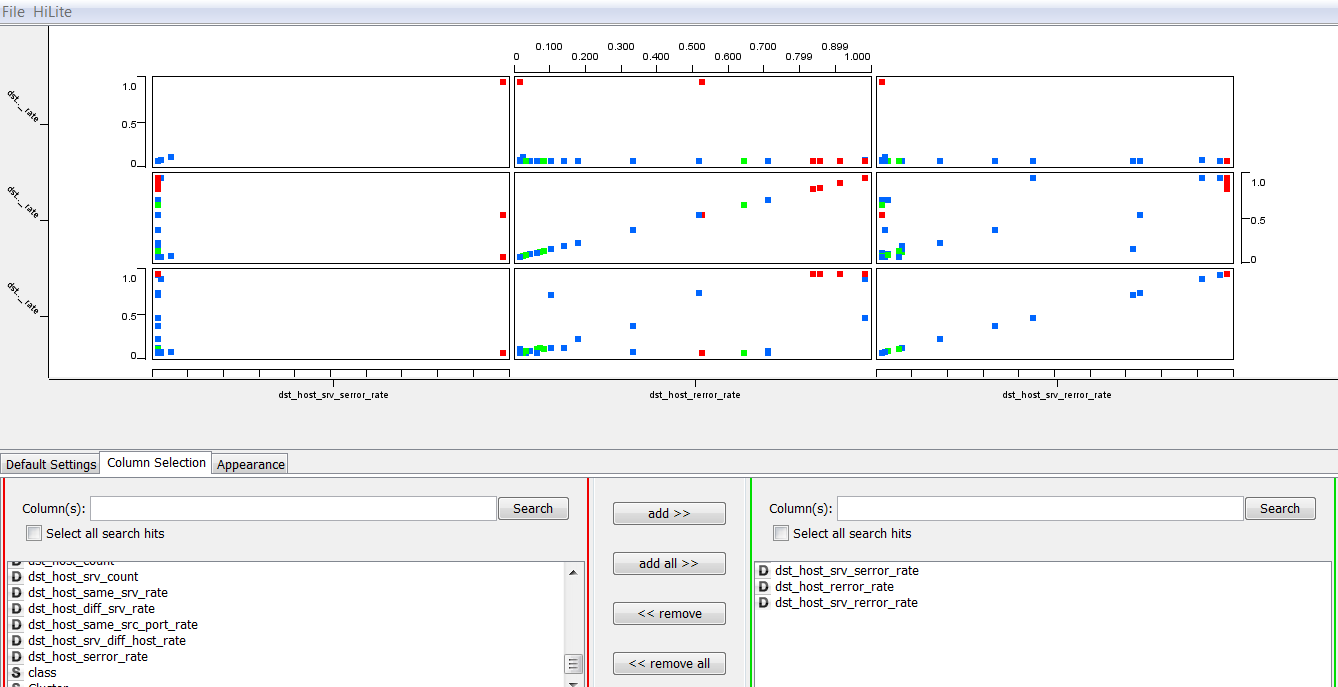 File HiLite
0.100 0.300 0.500 0.700 0.899
0 0.200 0.400 0.600 0.799 1.000
dst._rate
1.0
0.5
0
dst._rate
1.0
0.5
0
dst._rate
1.0
0.5
0
dst_host_srv_serror_rate dst_host_rerror_rate dst_host_srv_rerror_rate
Default Settings Column Selection Appearance
Column(s): Search
Select all search hits
dst_host_count
dst_host_srv_count
dst_host_same_srv_rate
dst_host_diff_srv_rate
dst_host_same_src_port_rate
dst_host_srv_diff_host_rate
dst_host_serror_rate
class
Cluster
add >>
add all >>
<< remove
<< remove all
Column(s): Search
Select all search hits
dst_host_srv_serror_rate
dst_host_rerror_rate
dst_host_srv_rerror_rate